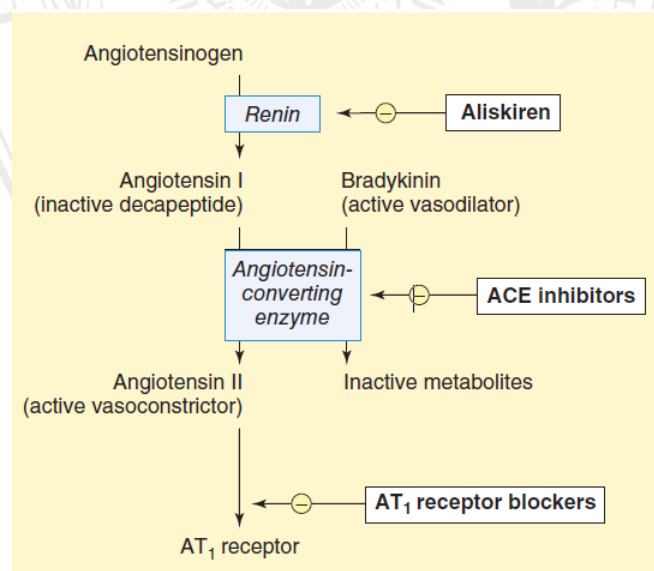 Angiotensinogen
Renin
Aliskiren
Angiotensin I
(inactive decapeptide)
Bradykinin
(active vasodilator)
Angiotensin-
converting
enzyme
ACE inhibitors
Angiotensin II
(active vasoconstrictor)
Inactive metabolites
AT₁ receptor blockers
AT₁ receptor